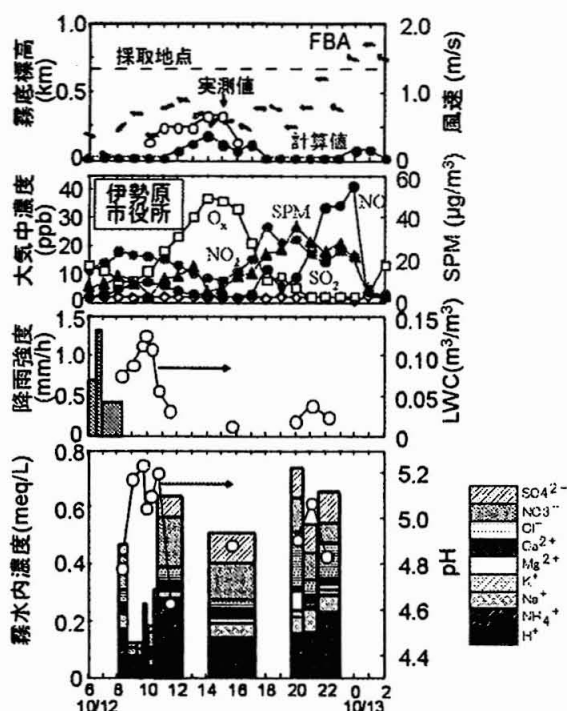 霧底標高
(km)
1.0
0.5
0
FBA
採取地点
実測値
計算値
2.0
1.0
0
風速 (m/s)
大気中濃度
(ppb)
40
30
20
10
0
伊勢原
市役所
Ox
SPM
NO
NO2
SO2
60
40
20
0
SPM (μg/m³)
降雨強度
(mm/h)
1.5
1.0
0.5
0
0.15
0.10
0.05
0
LWC(m³/m³)
霧水内濃度(meq/L)
0.8
0.6
0.4
0.2
0
5.2
5.0
4.8
4.6
4.4
pH
6 8 10 12 14 16 18 20 22 0 2
10/12 10/13
SO4²⁻
NO3⁻
Cl⁻
Ca²⁺
Mg²⁺
K⁺
Na⁺
NH4⁺
H⁺